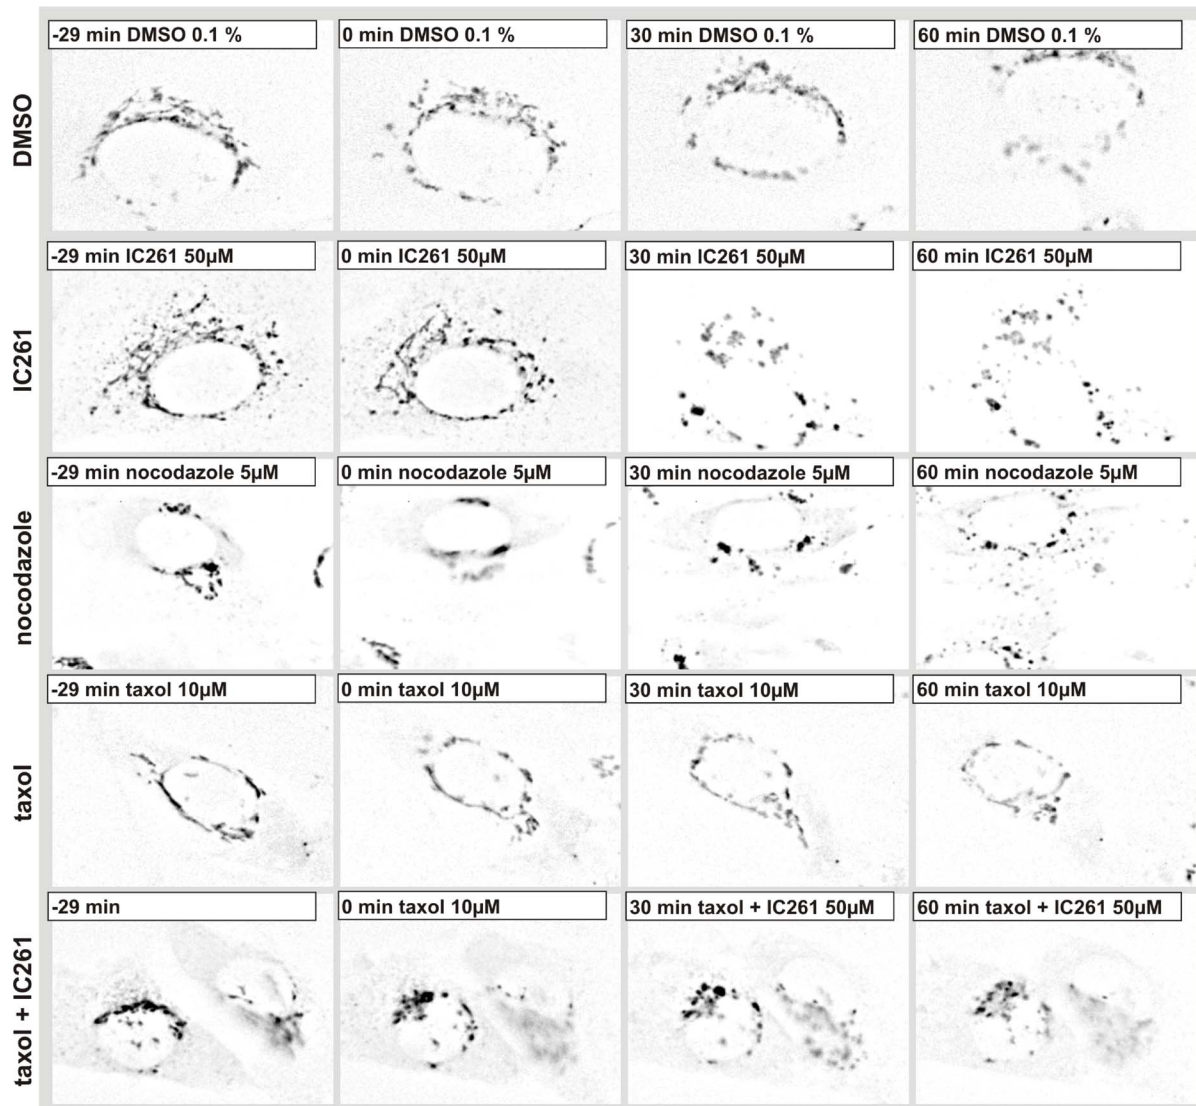 DMSO
-29 min DMSO 0.1 %
0 min DMSO 0.1 %
30 min DMSO 0.1 %
60 min DMSO 0.1 %
IC261
-29 min IC261 50µM
0 min IC261 50µM
30 min IC261 50µM
60 min IC261 50µM
nocodazole
-29 min nocodazole 5µM
0 min nocodazole 5µM
30 min nocodazole 5µM
60 min nocodazole 5µM
taxol
-29 min taxol 10µM
0 min taxol 10µM
30 min taxol 10µM
60 min taxol 10µM
taxol + IC261
-29 min
0 min taxol 10µM
30 min taxol + IC261 50µM
60 min taxol + IC261 50µM